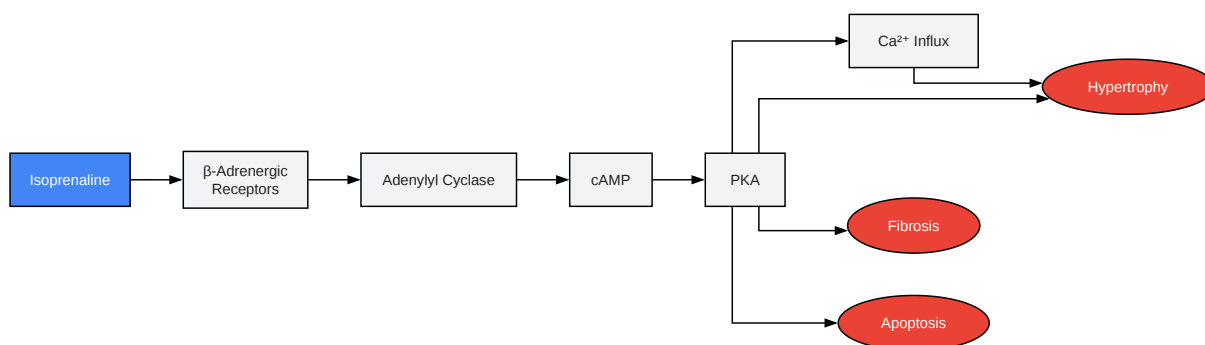 Isoprenaline
β-Adrenergic
Receptors
Adenylyl Cyclase
cAMP
PKA
Ca²⁺ Influx
Hypertrophy
Fibrosis
Apoptosis